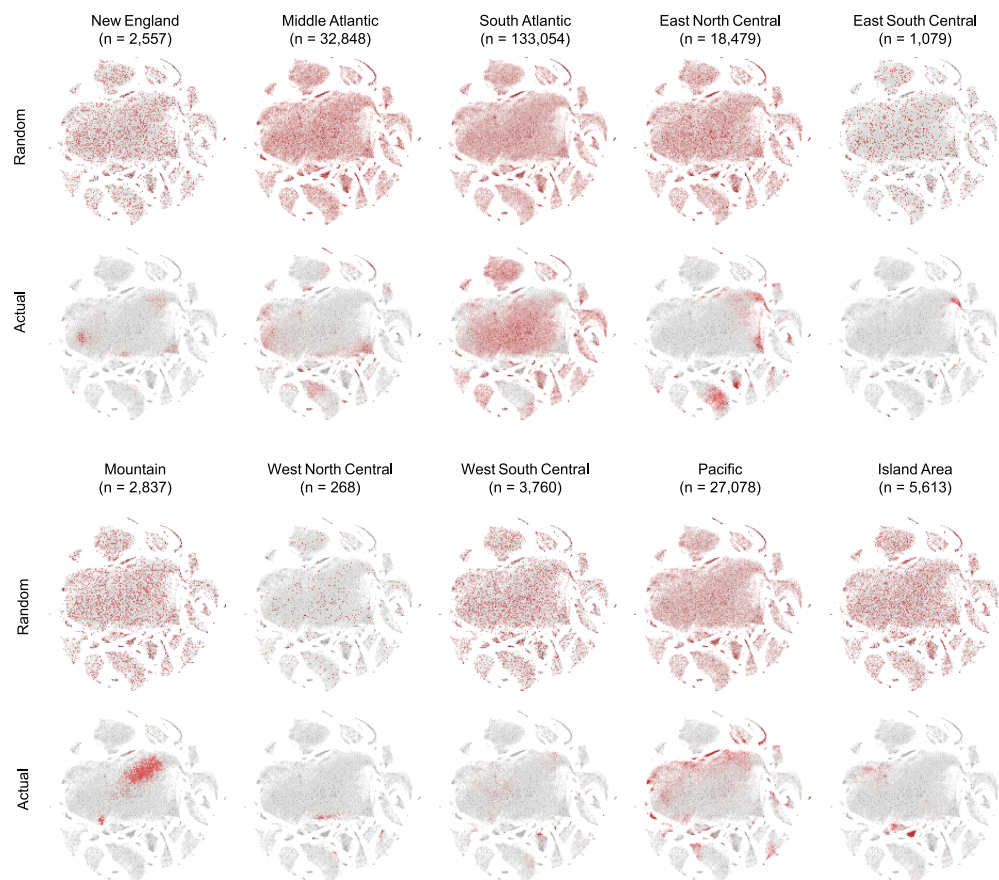 New England
(n = 2,557)
Middle Atlantic
(n = 32,848)
South Atlantic
(n = 133,054)
East North Central
(n = 18,479)
East South Central
(n = 1,079)
Random
Actual
Mountain
(n = 2,837)
West North Central
(n = 268)
West South Central
(n = 3,760)
Pacific
(n = 27,078)
Island Area
(n = 5,613)
Random
Actual